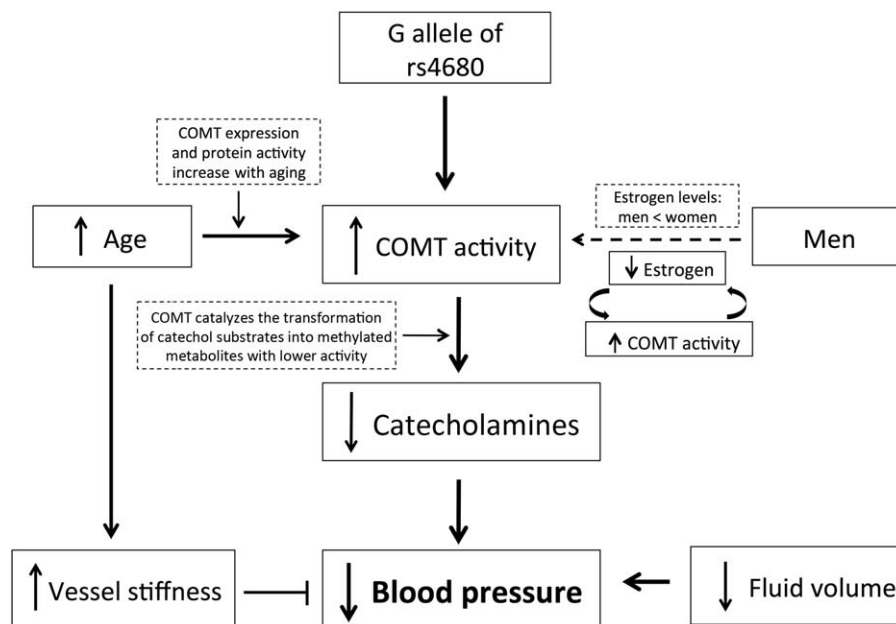 G allele of
rs4680
COMT expression
and protein activity
increase with aging
Estrogen levels:
men < women
Age
COMT activity
Men
Estrogen
COMT activity
COMT catalyzes the transformation
of catechol substrates into methylated
metabolites with lower activity
Catecholamines
Vessel stiffness
Blood pressure
Fluid volume